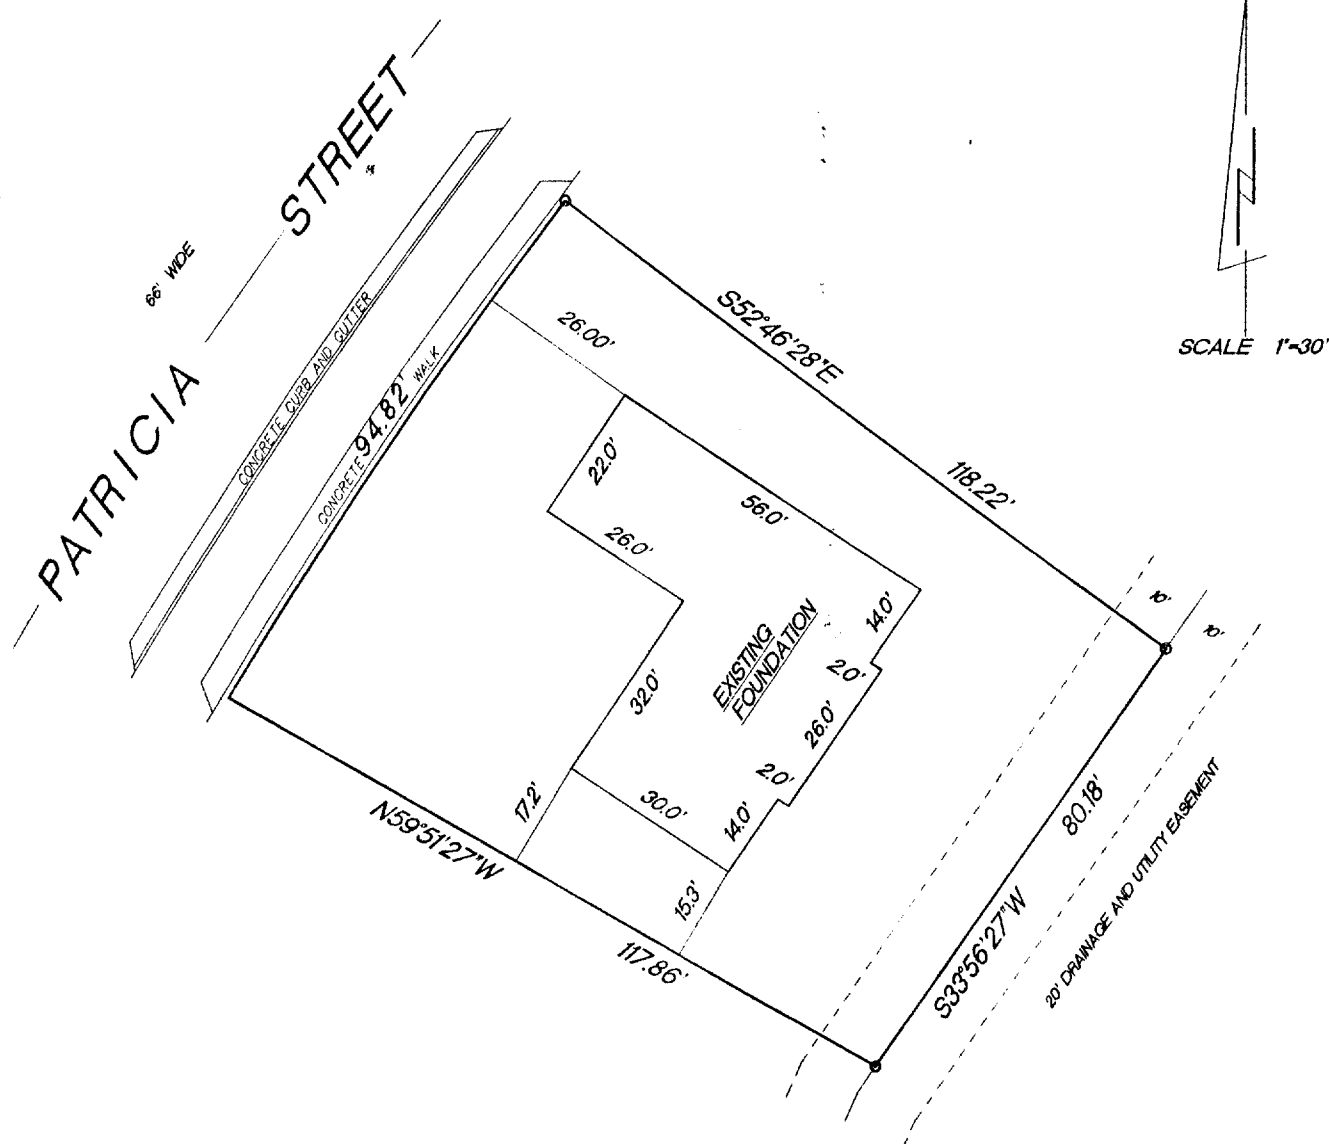 PATRICIA STREET
66' WIDE
CONCRETE CURB AND GUTTER
CONCRETE WALK
94.82'
S52°46'28"E
118.22'
SCALE 1"=30'
26.00'
22.0'
56.0'
26.0'
14.0'
2.0'
EXISTING
FOUNDATION
32.0'
26.0'
2.0'
30.0'
14.0'
17.2'
15.3'
N59°51'27"W
117.86'
10'
10'
80.18'
S33°56'27"W
20' DRAINAGE AND UTILITY EASEMENT